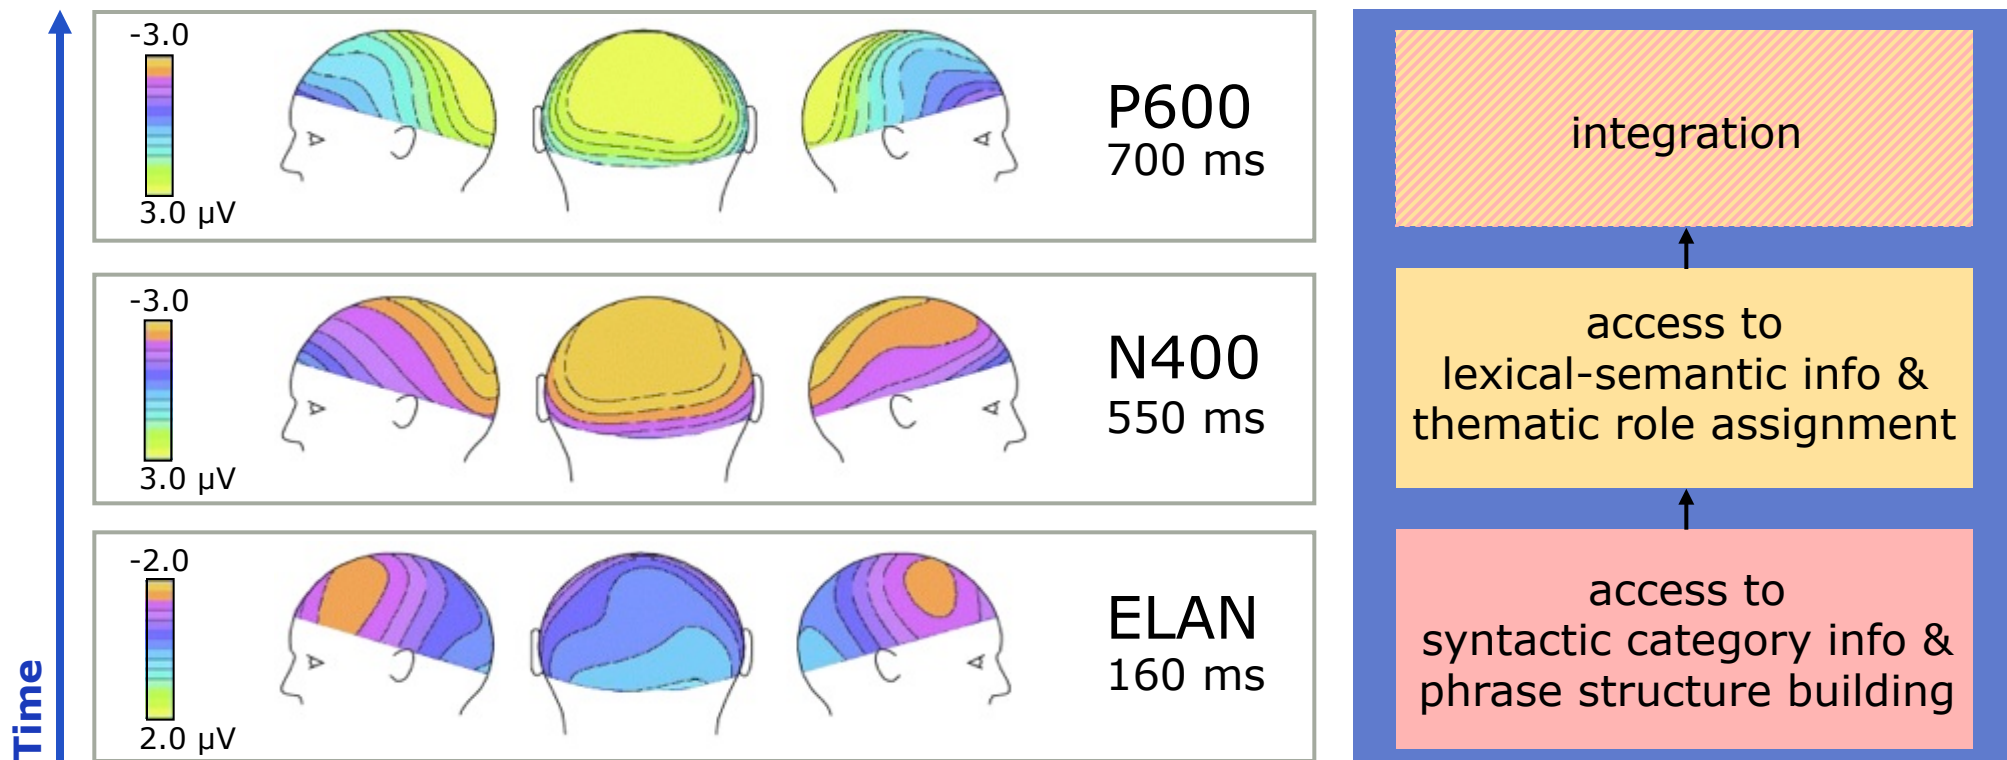 -3.0
3.0 µV
P600
700 ms
integration
-3.0
3.0 µV
N400
550 ms
access to
lexical-semantic info &
thematic role assignment
-2.0
2.0 µV
ELAN
160 ms
access to
syntactic category info &
phrase structure building
Time